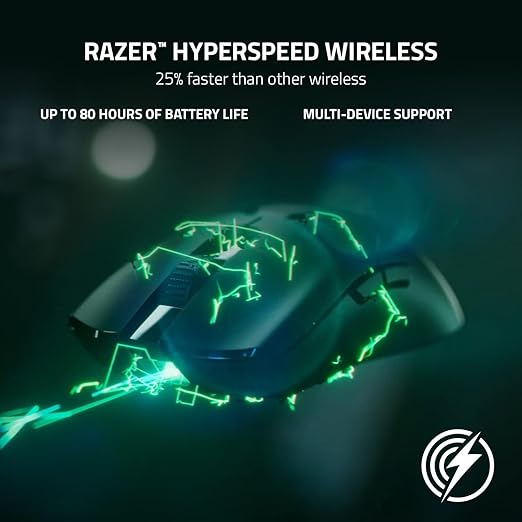 RAZER™ HYPERSPEED WIRELESS
25% faster than other wireless
UP TO 80 HOURS OF BATTERY LIFE
MULTI-DEVICE SUPPORT